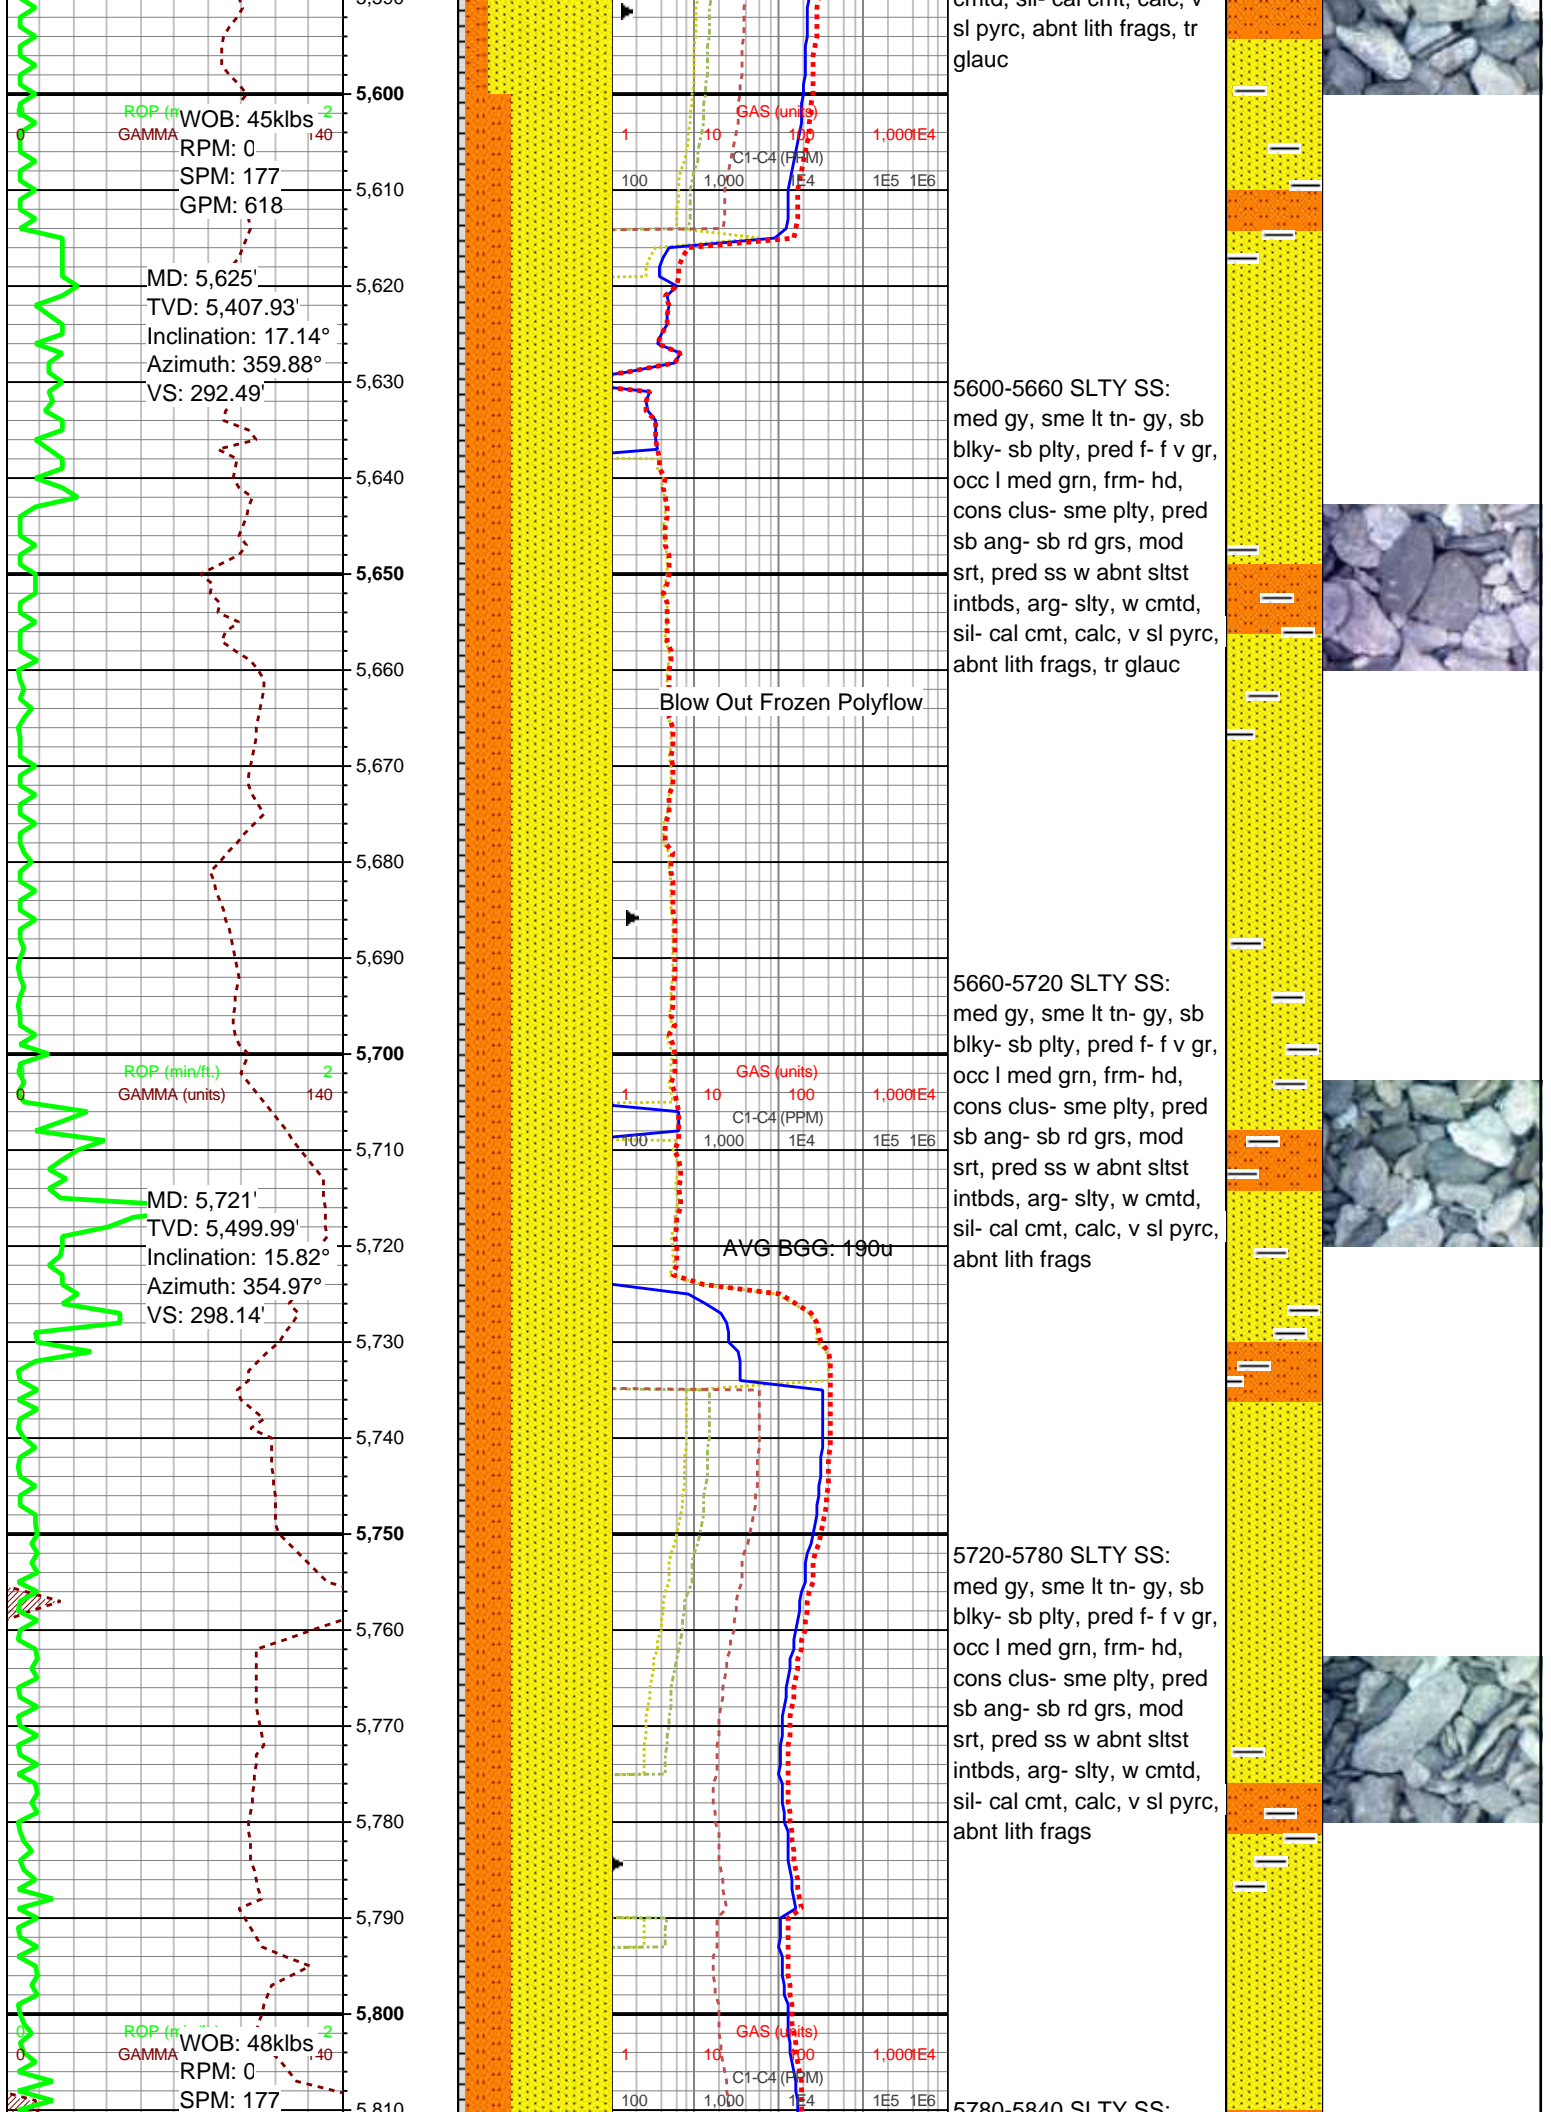 cmtd, sil- cal cmt, calc, v
sl pyrc, abnt lith frags, tr
glauc
5,590
5,600
ROP (m
2
0
GAMMA
140
WOB: 45klbs
RPM: 0
SPM: 177
GPM: 618
GAS (units)
1 10 100 1,000 1E4
C1-C4 (PPM)
100 1,000 1E4 1E5 1E6
5,610
MD: 5,625'
TVD: 5,407.93'
Inclination: 17.14°
Azimuth: 359.88°
VS: 292.49'
5,620
5,630
5600-5660 SLTY SS:
med gy, sme lt tn- gy, sb
blky- sb plty, pred f- f v gr,
occ l med grn, frm- hd,
cons clus- sme plty, pred
sb ang- sb rd grs, mod
srt, pred ss w abnt sltst
intbds, arg- slty, w cmtd,
sil- cal cmt, calc, v sl pyrc,
abnt lith frags, tr glauc
5,640
5,650
5,660
Blow Out Frozen Polyflow
5,670
5,680
5,690
5660-5720 SLTY SS:
med gy, sme lt tn- gy, sb
blky- sb plty, pred f- f v gr,
occ l med grn, frm- hd,
cons clus- sme plty, pred
sb ang- sb rd grs, mod
srt, pred ss w abnt sltst
intbds, arg- slty, w cmtd,
sil- cal cmt, calc, v sl pyrc,
abnt lith frags
5,700
ROP (min/ft.)
2
0
GAMMA (units)
140
GAS (units)
1 10 100 1,000 1E4
C1-C4 (PPM)
100 1,000 1E4 1E5 1E6
5,710
MD: 5,721'
TVD: 5,499.99'
Inclination: 15.82°
Azimuth: 354.97°
VS: 298.14'
5,720
AVG BGG: 190u
5,730
5,740
5,750
5720-5780 SLTY SS:
med gy, sme lt tn- gy, sb
blky- sb plty, pred f- f v gr,
occ l med grn, frm- hd,
cons clus- sme plty, pred
sb ang- sb rd grs, mod
srt, pred ss w abnt sltst
intbds, arg- slty, w cmtd,
sil- cal cmt, calc, v sl pyrc,
abnt lith frags
5,760
5,770
5,780
5,790
5,800
0
ROP (m
2
0
GAMMA
40
WOB: 48klbs
RPM: 0
SPM: 177
GAS (units)
1 10 100 1,000 1E4
C1-C4 (PPM)
100 1,000 1E4 1E5 1E6
5,810
5780-5840 SLTY SS: